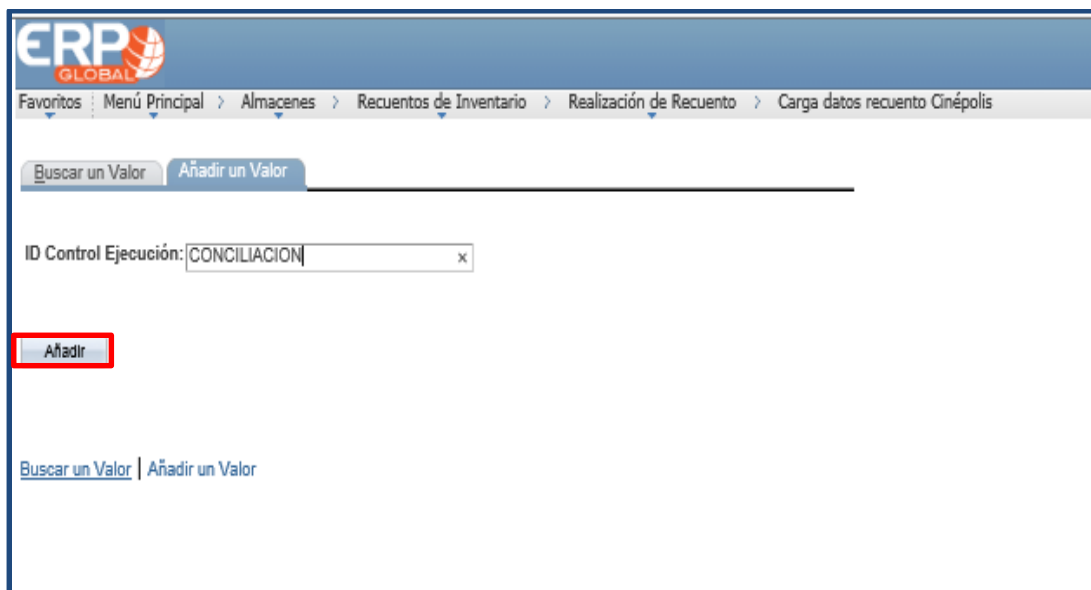 ERP
GLOBAL
Favoritos Menú Principal > Almacenes > Recuentos de Inventario > Realización de Recuento > Carga datos recuento Cinépolis
Buscar un Valor Añadir un Valor
ID Control Ejecución: CONCILIACION ×
Añadir
Buscar un Valor | Añadir un Valor